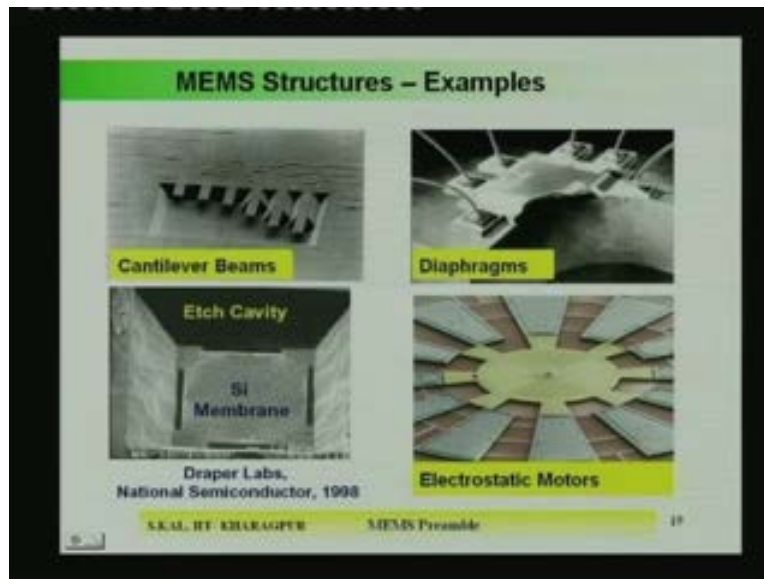 MEMS Structures – Examples
Cantilever Beams
Diaphragms
Etch Cavity
Si
Membrane
Draper Labs,
National Semiconductor, 1998
Electrostatic Motors
S.KAL, IIT- KHARAGPUR MEMS Preamble